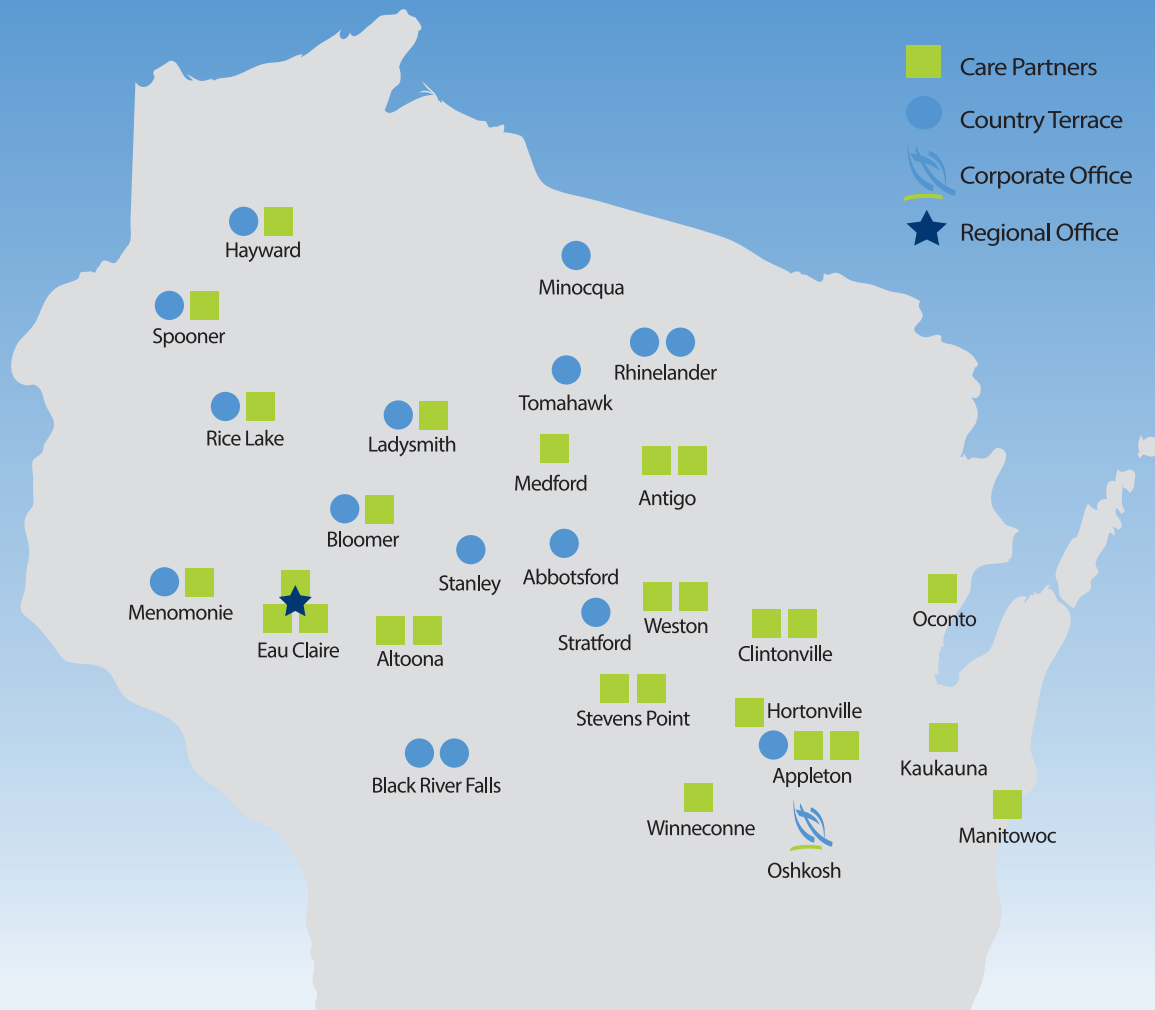 Care Partners
Country Terrace
Corporate Office
Regional Office
Hayward
Minocqua
Spooner
Rhinelander
Tomahawk
Rice Lake
Ladysmith
Medford
Antigo
Bloomer
Stanley
Abbotsford
Menomonie
Eau Claire
Altoona
Stratford
Weston
Clintonville
Oconto
Stevens Point
Hortonville
Black River Falls
Appleton
Kaukauna
Winneconne
Manitowoc
Oshkosh